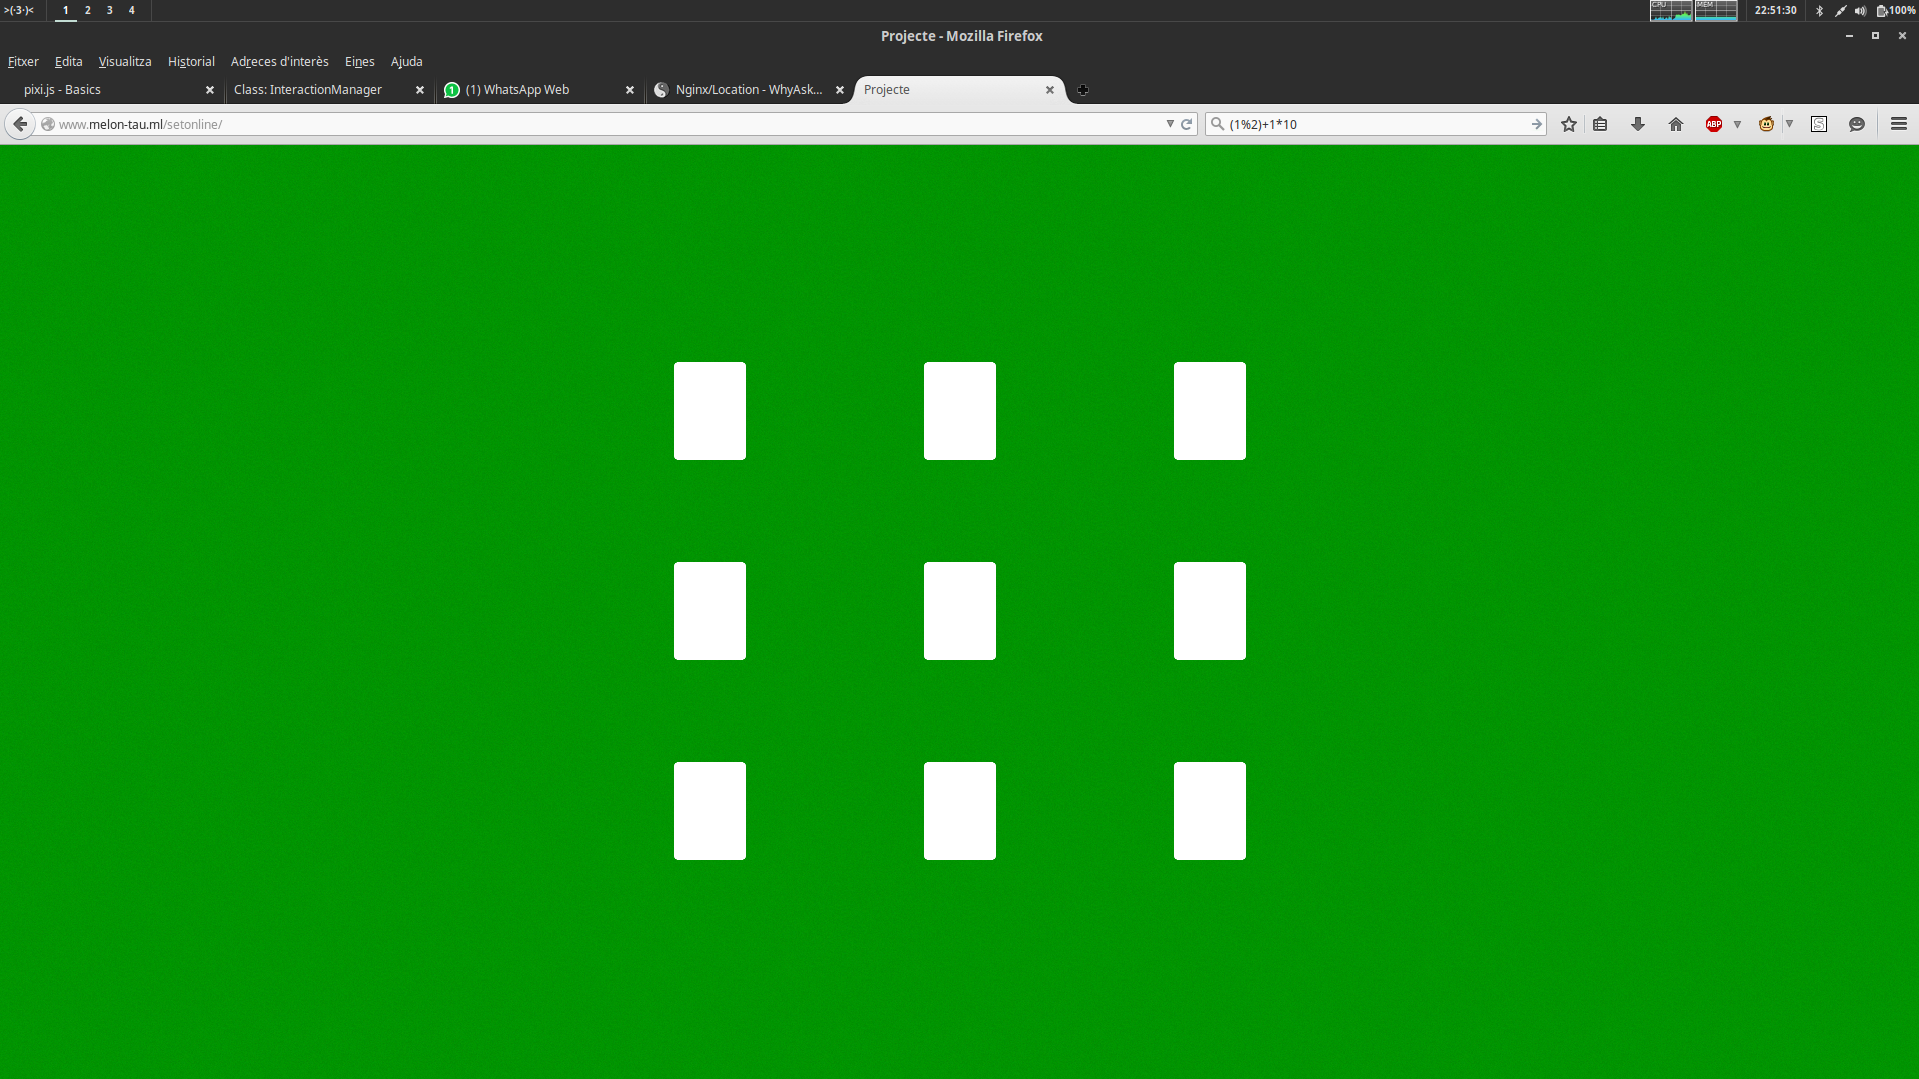 >(·3·)< 1 2 3 4 CPU MEM 22:51:30 100%
Projecte - Mozilla Firefox
Fitxer Edita Visualitza Historial Adreces d'interès Eines Ajuda
pixi.js - Basics Class: InteractionManager 1 (1) WhatsApp Web Nginx/Location - WhyAsk... Projecte
www.melon-tau.ml/setonline/ (1%2)+1*10 ABP S